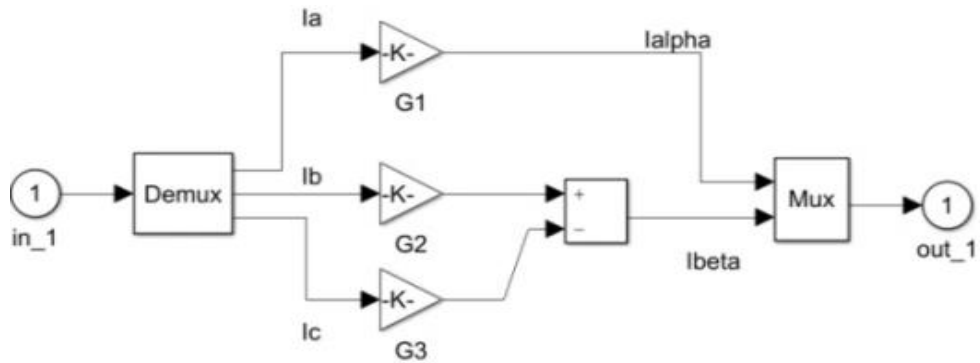 Ia
-K-
Ialpha
G1
1
in_1
Demux
Ib
-K-
G2
+
−
Ibeta
Mux
1
out_1
-K-
Ic
G3